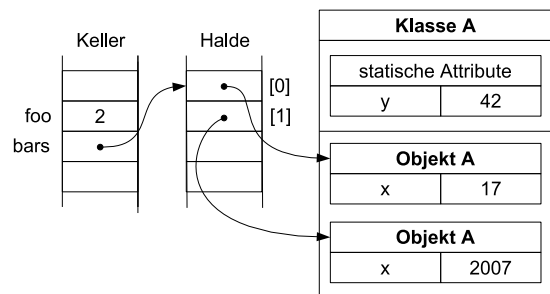 Keller
Halde
[0]
foo 2
[1]
bars
Klasse A
statische Attribute
y 42
Objekt A
x 17
Objekt A
x 2007